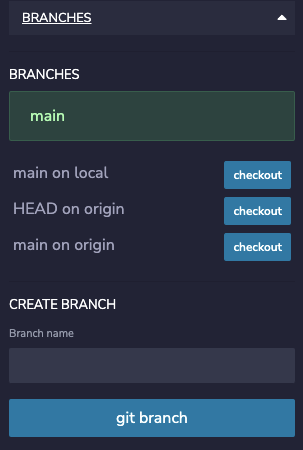 BRANCHES
BRANCHES
main
main on local checkout
HEAD on origin checkout
main on origin checkout
CREATE BRANCH
Branch name
git branch